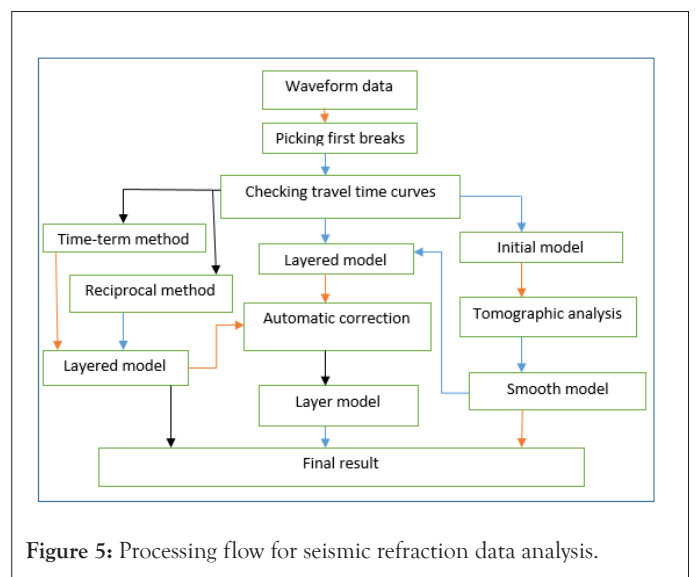 Waveform data
Picking first breaks
Checking travel time curves
Time-term method
Initial model
Layered model
Reciprocal method
Tomographic analysis
Automatic correction
Layered model
Smooth model
Layer model
Final result
Figure 5: Processing flow for seismic refraction data analysis.